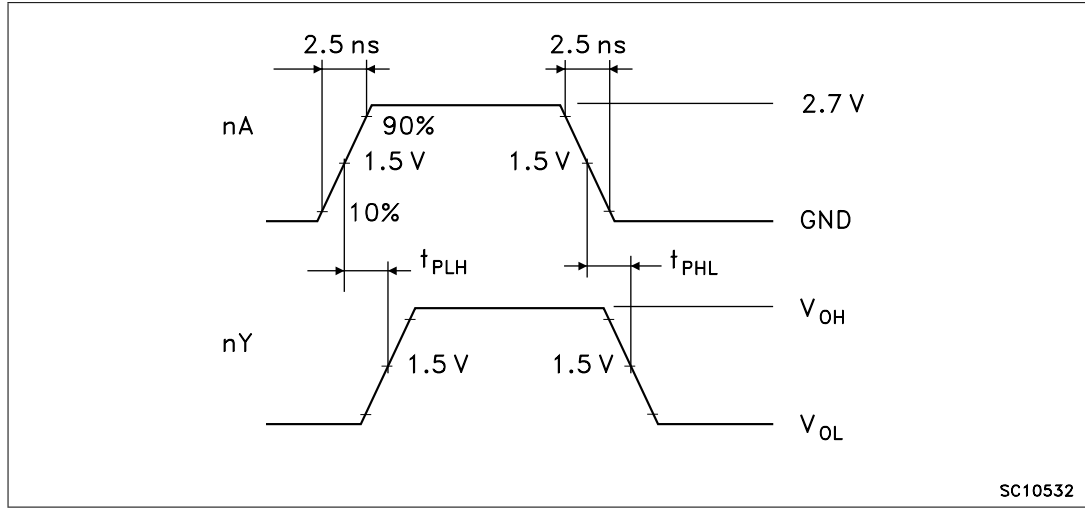 2.5 ns 2.5 ns
2.7 V
nA
90%
1.5 V 1.5 V
10%
GND
tPLH tPHL
VOH
nY
1.5 V 1.5 V
VOL
SC10532